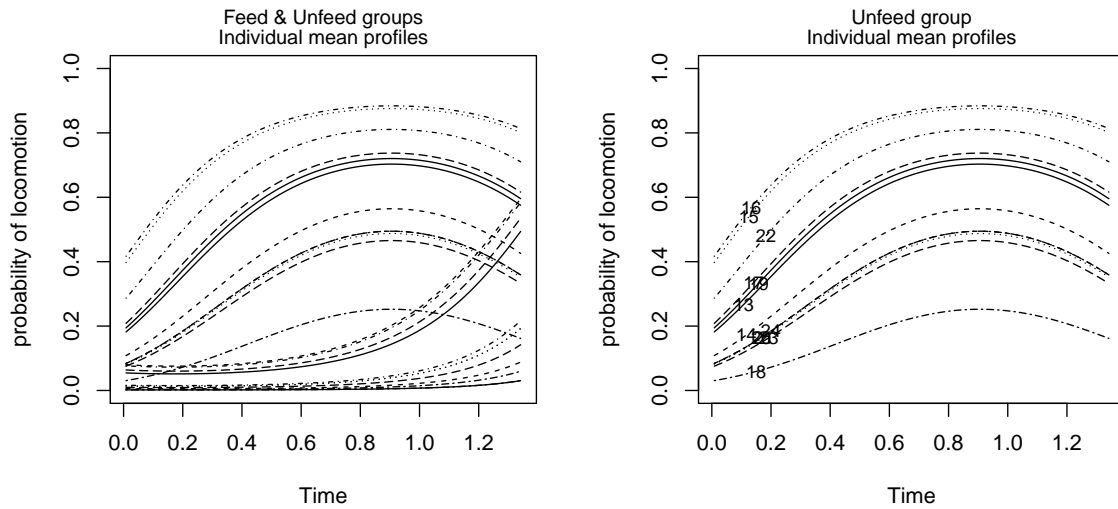 Feed & Unfeed groups
Individual mean profiles
probability of locomotion
1.0
0.8
0.6
0.4
0.2
0.0
0.0 0.2 0.4 0.6 0.8 1.0 1.2
Time
Unfeed group
Individual mean profiles
probability of locomotion
1.0
0.8
0.6
0.4
0.2
0.0
16
15
22
19
13
14
24
18
0.0 0.2 0.4 0.6 0.8 1.0 1.2
Time